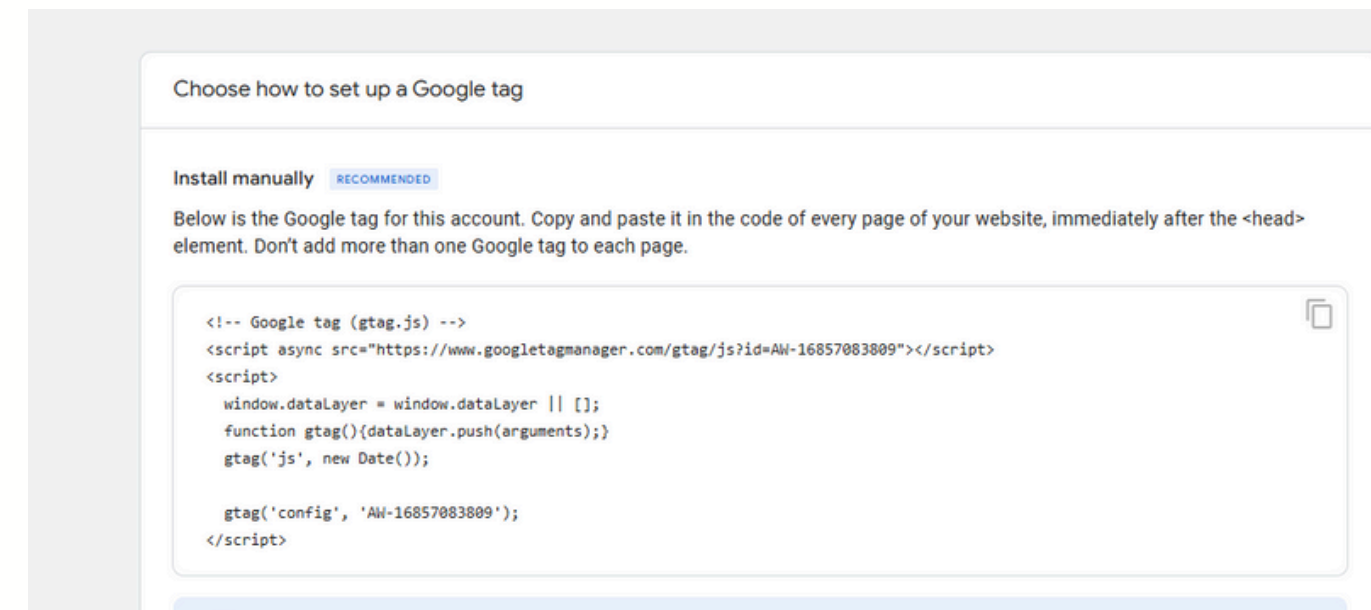 Choose how to set up a Google tag
Install manually RECOMMENDED
Below is the Google tag for this account. Copy and paste it in the code of every page of your website, immediately after the <head>
element. Don't add more than one Google tag to each page.
<!-- Google tag (gtag.js) -->
<script async src="https://www.googletagmanager.com/gtag/js?id=AW-16857083809"></script>
<script>
window.dataLayer = window.dataLayer || [];
function gtag(){dataLayer.push(arguments);}
gtag('js', new Date());
gtag('config', 'AW-16857083809');
</script>